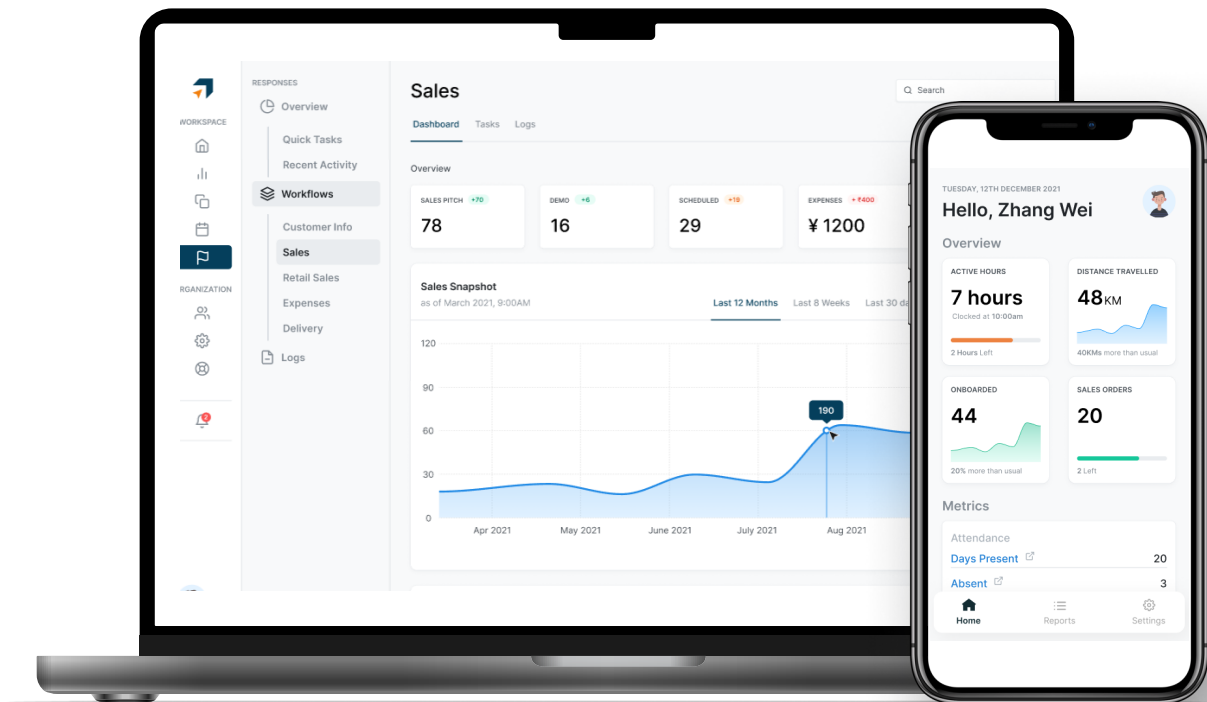 RESPONSES
Overview
Quick Tasks
Recent Activity
Workflows
Customer Info
Sales
Retail Sales
Expenses
Delivery
Logs
WORKSPACE
RGANIZATION
2
Sales
Search
Dashboard Tasks Logs
Overview
SALES PITCH +70
78
DEMO +6
16
SCHEDULED +18
29
EXPENSES + ₹400
¥ 1200
Sales Snapshot
as of March 2021, 9:00AM
Last 12 Months Last 8 Weeks Last 30 da
120
90
60
30
0
190
Apr 2021 May 2021 June 2021 July 2021 Aug 2021
TUESDAY, 12TH DECEMBER 2021
Hello, Zhang Wei
Overview
ACTIVE HOURS
7 hours
Clocked at 10:00am
2 Hours Left
DISTANCE TRAVELLED
48KM
40KMs more than usual
ONBOARDED
44
20% more than usual
SALES ORDERS
20
2 Left
Metrics
Attendance
Days Present 20
Absent 3
Home Reports Settings